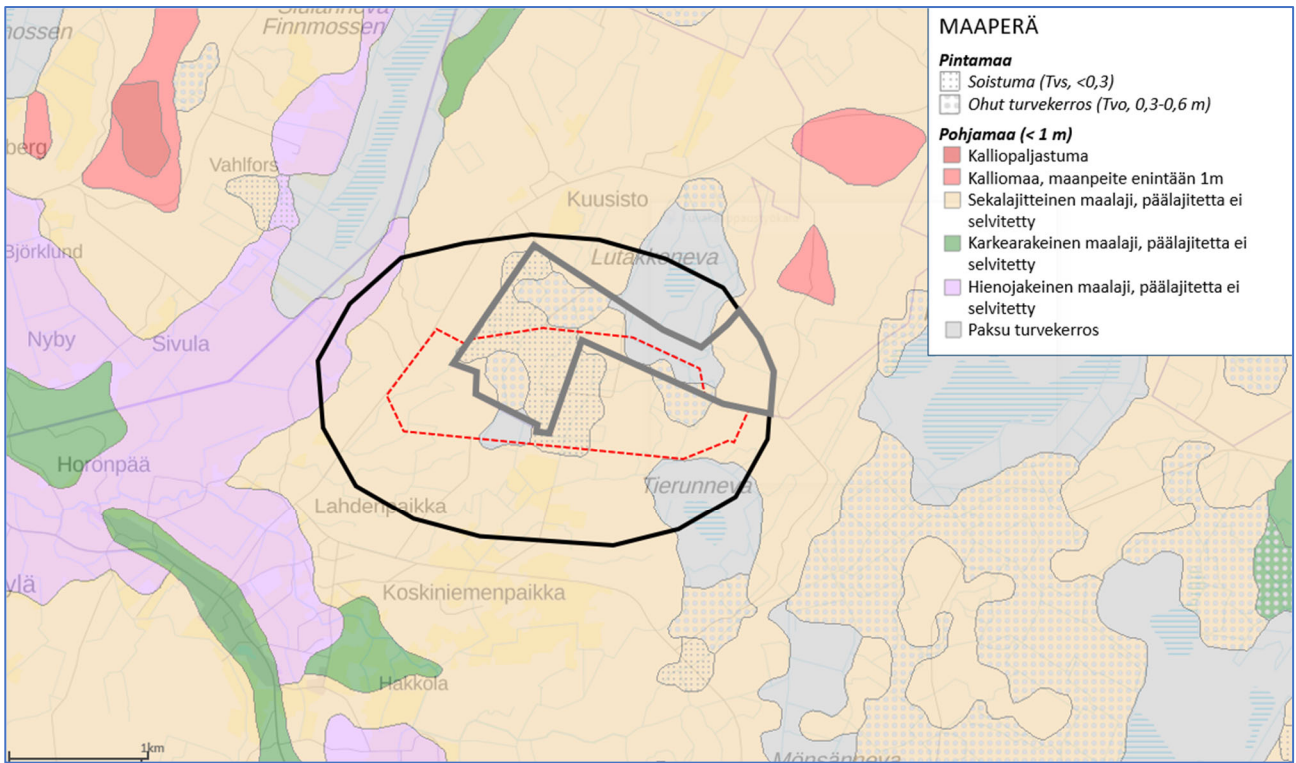 MAAPERÄ
Pintamaa
Soistuma (Tvs, <0,3)
Ohut turvekerros (Tvo, 0,3-0,6 m)
Pohjamaa (< 1 m)
Kalliopaljastuma
Kalliomaa, maanpeite enintään 1m
Sekalajitteinen maalaji, päälajitetta ei
selvitetty
Karkearakeinen maalaji, päälajitetta ei
selvitetty
Hienojakeinen maalaji, päälajitetta ei
selvitetty
Paksu turvekerros
Finnmossen
Vahlfors
Kuusisto
Björklund
Lutakkoneva
Nyby
Sivula
Horonpää
Tierunneva
Lahdenpaikka
Koskiniemenpaikka
Hakkola
Mönsänneva
1km